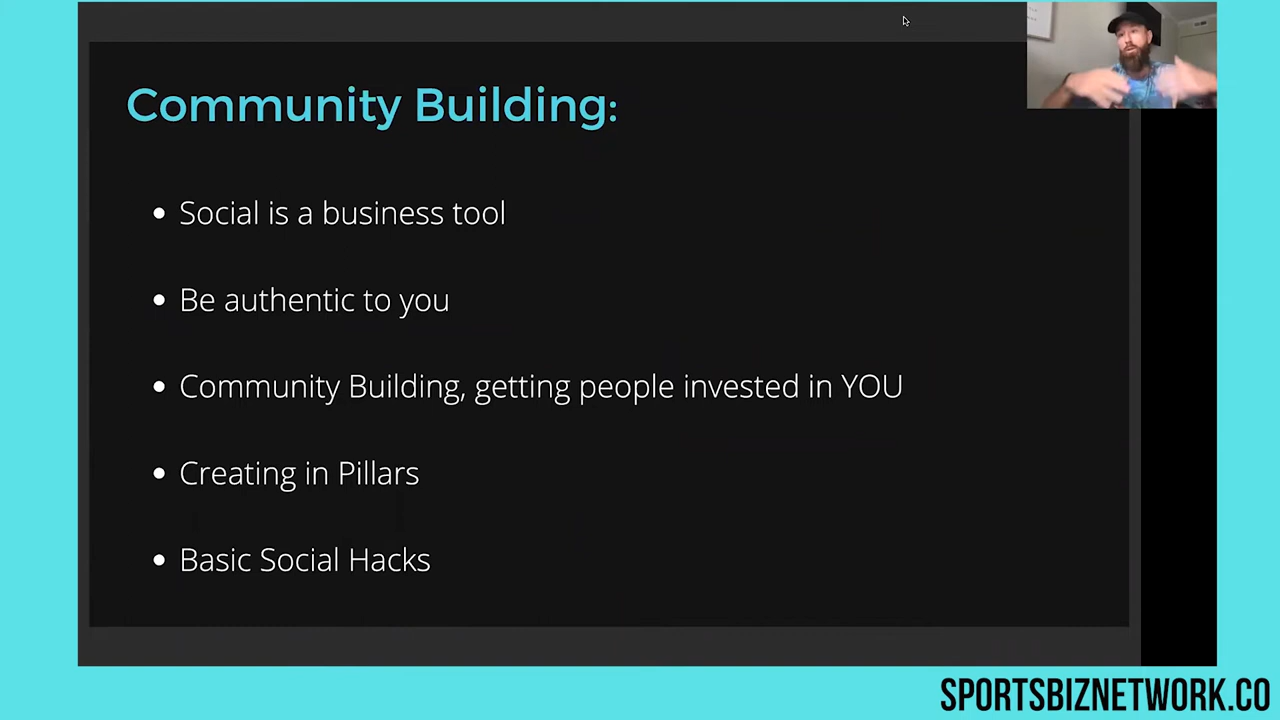 Community Building:
Social is a business tool
Be authentic to you
Community Building, getting people invested in YOU
Creating in Pillars
Basic Social Hacks
SPORTSBIZNETWORK.CO